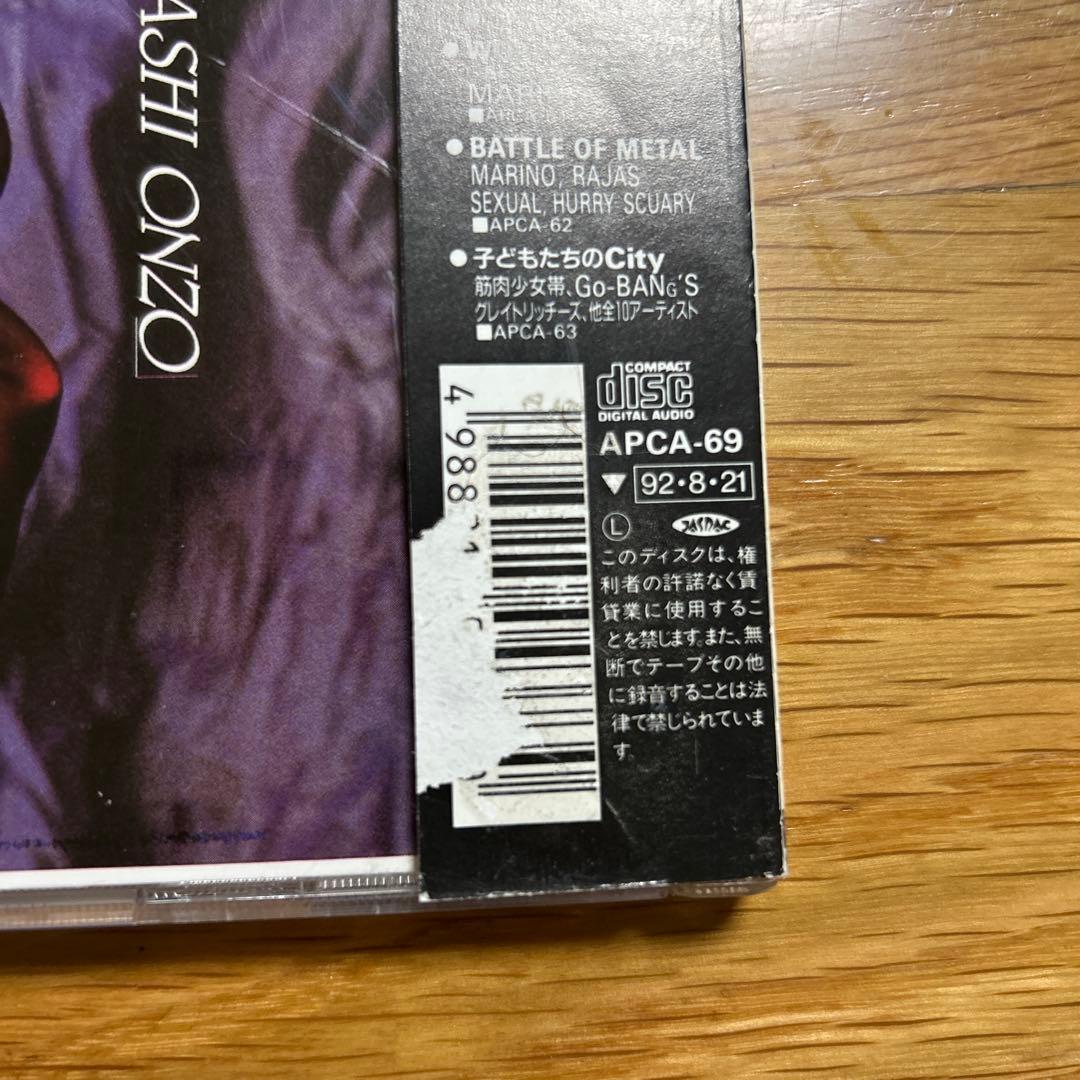 ASHI ONZO
● BATTLE OF METAL
MARINO, RAJAS
SEXUAL, HURRY SCUARY
■APCA-62
● 子どもたちのCity
筋肉少女帯、Go-BANG'S
グレイトリッチーズ、他全10アーティスト
■APCA-63
4 988
COMPACT
disc
DIGITAL AUDIO
APCA-69
92・8・21
Ⓛ JASRAC
このディスクは、権
利者の許諾なく賃
貸業に使用するこ
とを禁じます。また、無
断でテープその他
に録音することは法
律で禁じられていま
す。